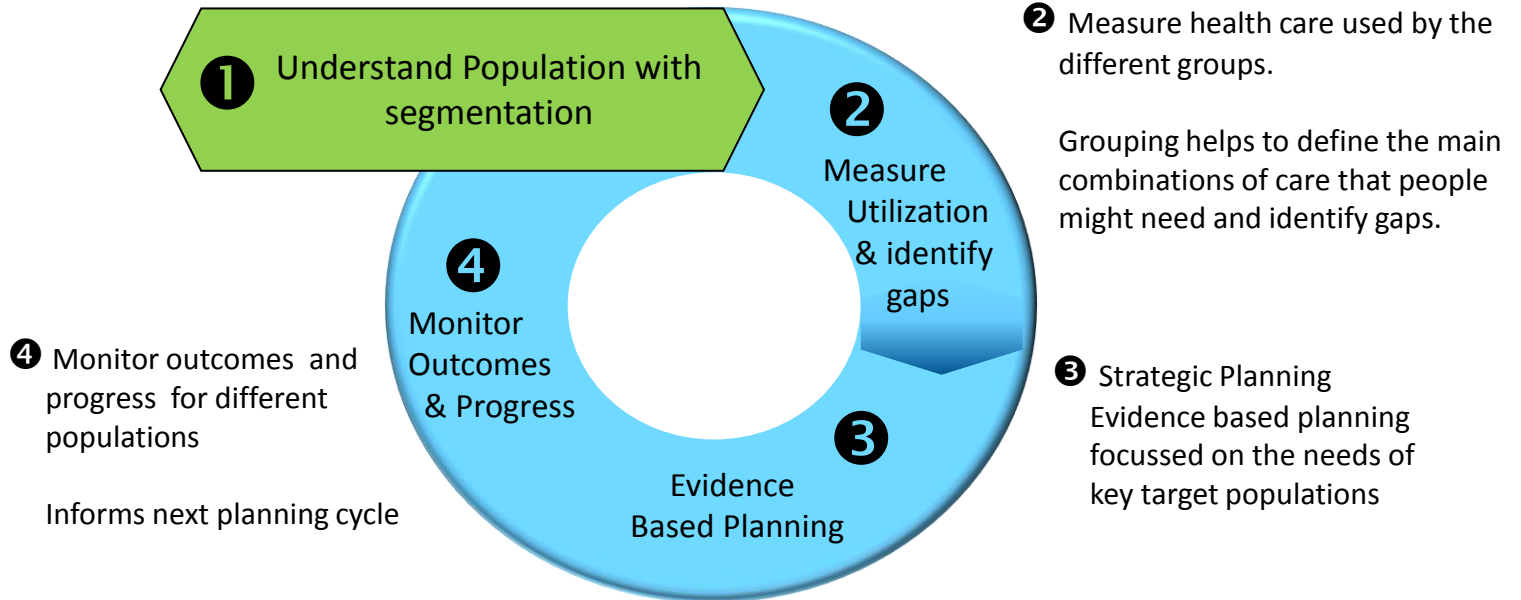 ❶ Understand Population with
segmentation
❷
Measure
Utilization
& identify
gaps
❸
Evidence
Based Planning
❹
Monitor
Outcomes
& Progress
❷ Measure health care used by the
different groups.
Grouping helps to define the main
combinations of care that people
might need and identify gaps.
❸ Strategic Planning
Evidence based planning
focussed on the needs of
key target populations
❹ Monitor outcomes and
progress for different
populations
Informs next planning cycle